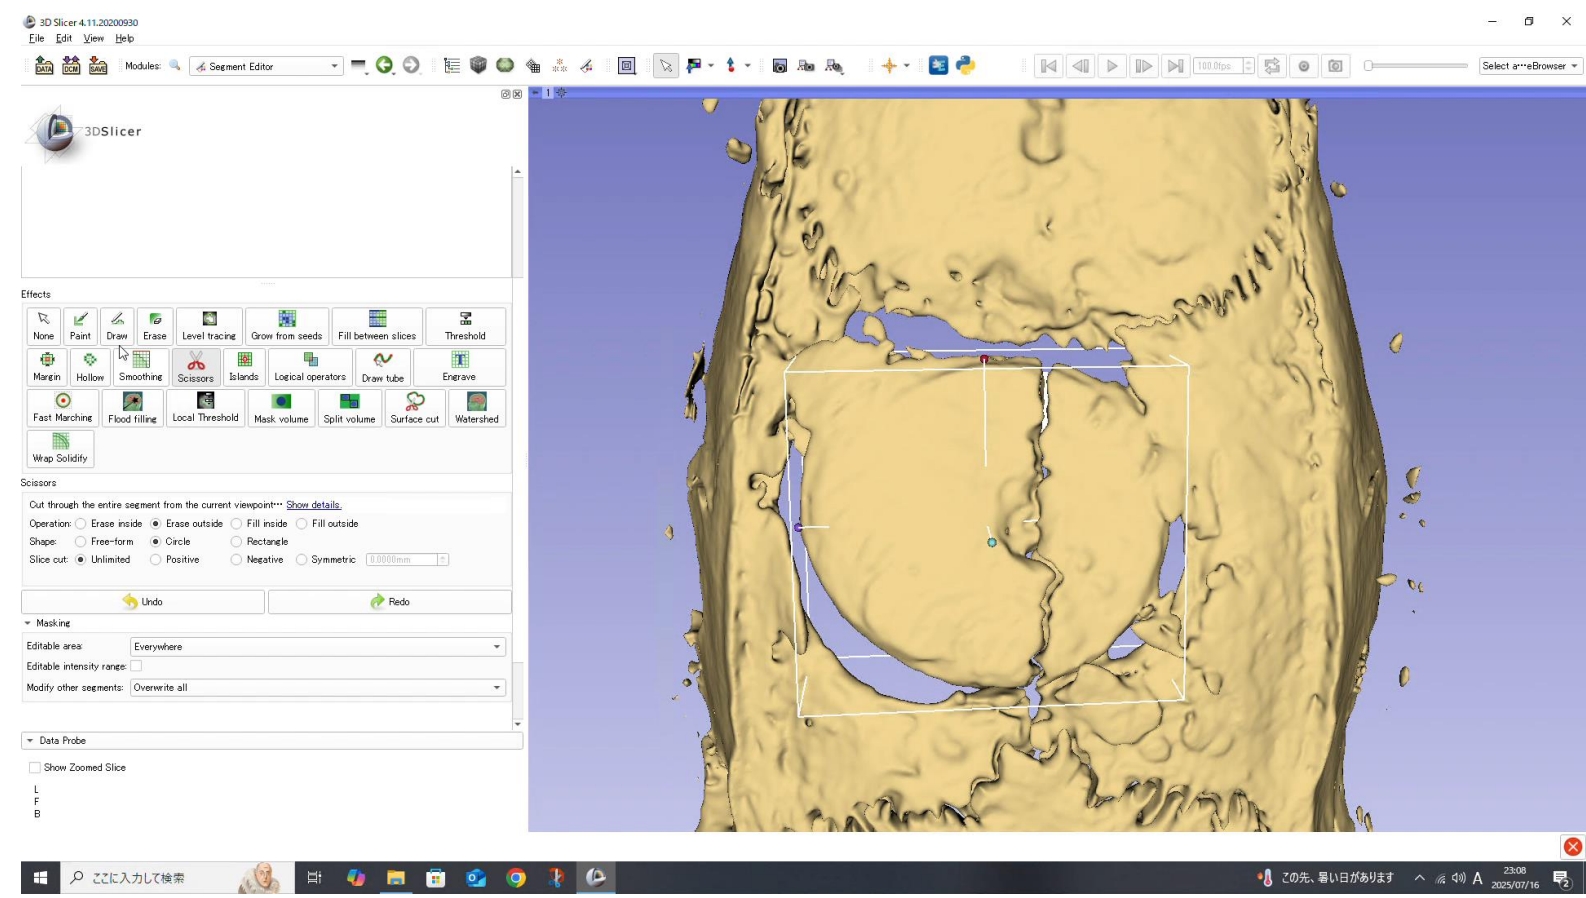 3D Slicer 4.11.20200930
File Edit View Help
DATA DCM SAVE Modules: Segment Editor 100.0fps Select a…eBrowser
1
3DSlicer
Effects
None Paint Draw Erase Level tracing Grow from seeds Fill between slices Threshold
Margin Hollow Smoothing Scissors Islands Logical operators Draw tube Engrave
Fast Marching Flood filling Local Threshold Mask volume Split volume Surface cut Watershed
Wrap Solidify
Scissors
Cut through the entire segment from the current viewpoint… Show details.
Operation: Erase inside Erase outside Fill inside Fill outside
Shape: Free-form Circle Rectangle
Slice cut: Unlimited Positive Negative Symmetric 0.0000mm
Undo Redo
Masking
Editable area: Everywhere
Editable intensity range:
Modify other segments: Overwrite all
Data Probe
Show Zoomed Slice
L
F
B
ここに入力して検索
この先、暑い日があります A 23:08
2025/07/16 2